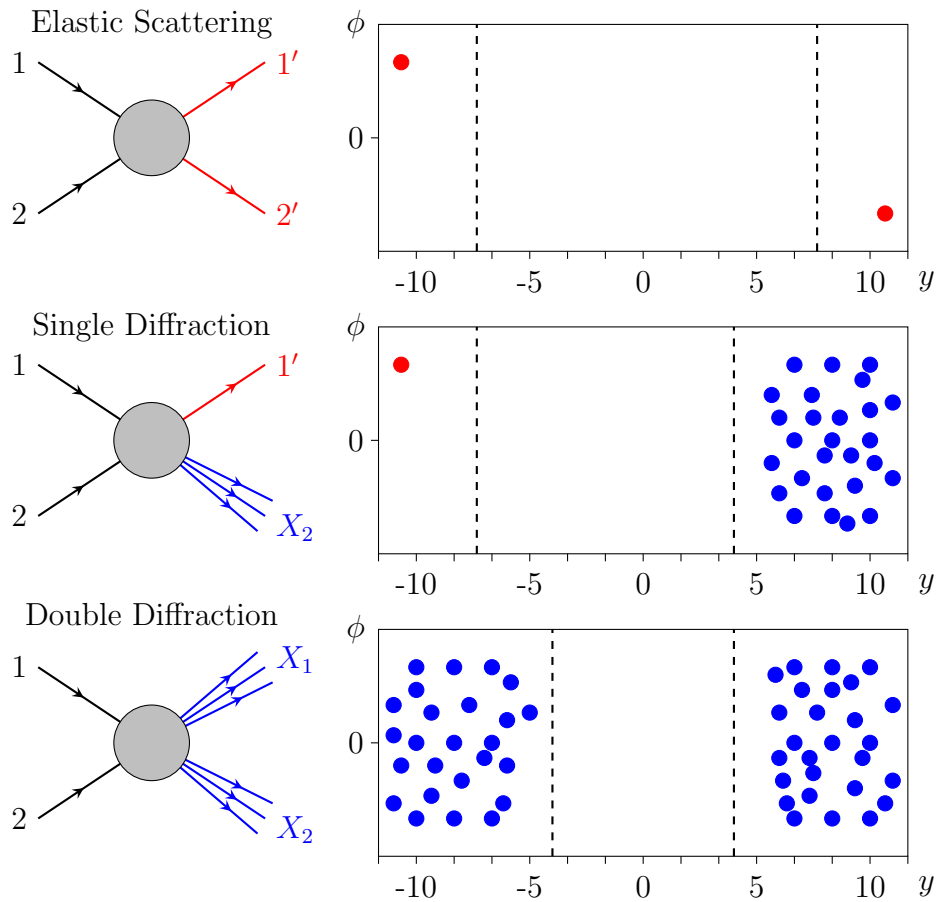 Elastic Scattering
1
1′
2
2′
ϕ
0
-10 -5 0 5 10 y
Single Diffraction
1
1′
2
X₂
ϕ
0
-10 -5 0 5 10 y
Double Diffraction
1
X₁
2
X₂
ϕ
0
-10 -5 0 5 10 y